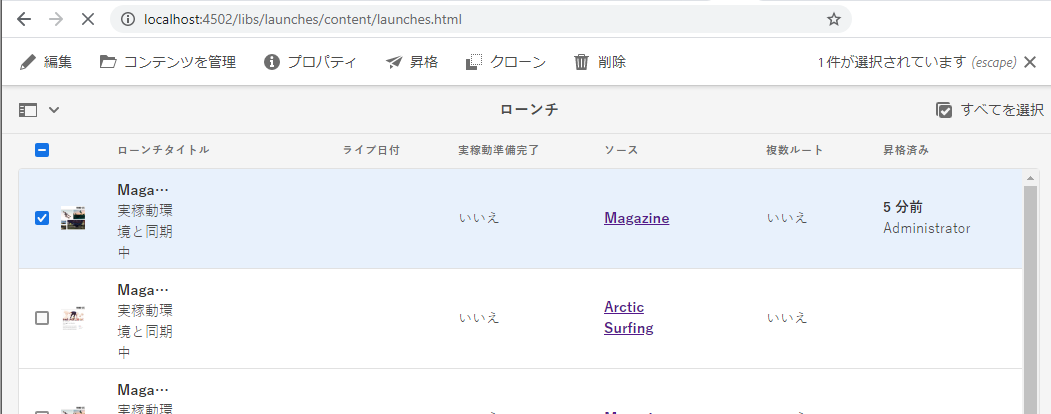 localhost:4502/libs/launches/content/launches.html
編集 コンテンツを管理 プロパティ 昇格 クローン 削除 1 件が選択されています (escape)
ローンチ すべてを選択
ローンチタイトル ライブ日付 実稼動準備完了 ソース 複数ルート 昇格済み
Maga…
実稼動環
境と同期
中
いいえ Magazine いいえ
5 分前
Administrator
Maga…
実稼動環
境と同期
中
いいえ
Arctic
Surfing
いいえ
Maga…
実稼動環